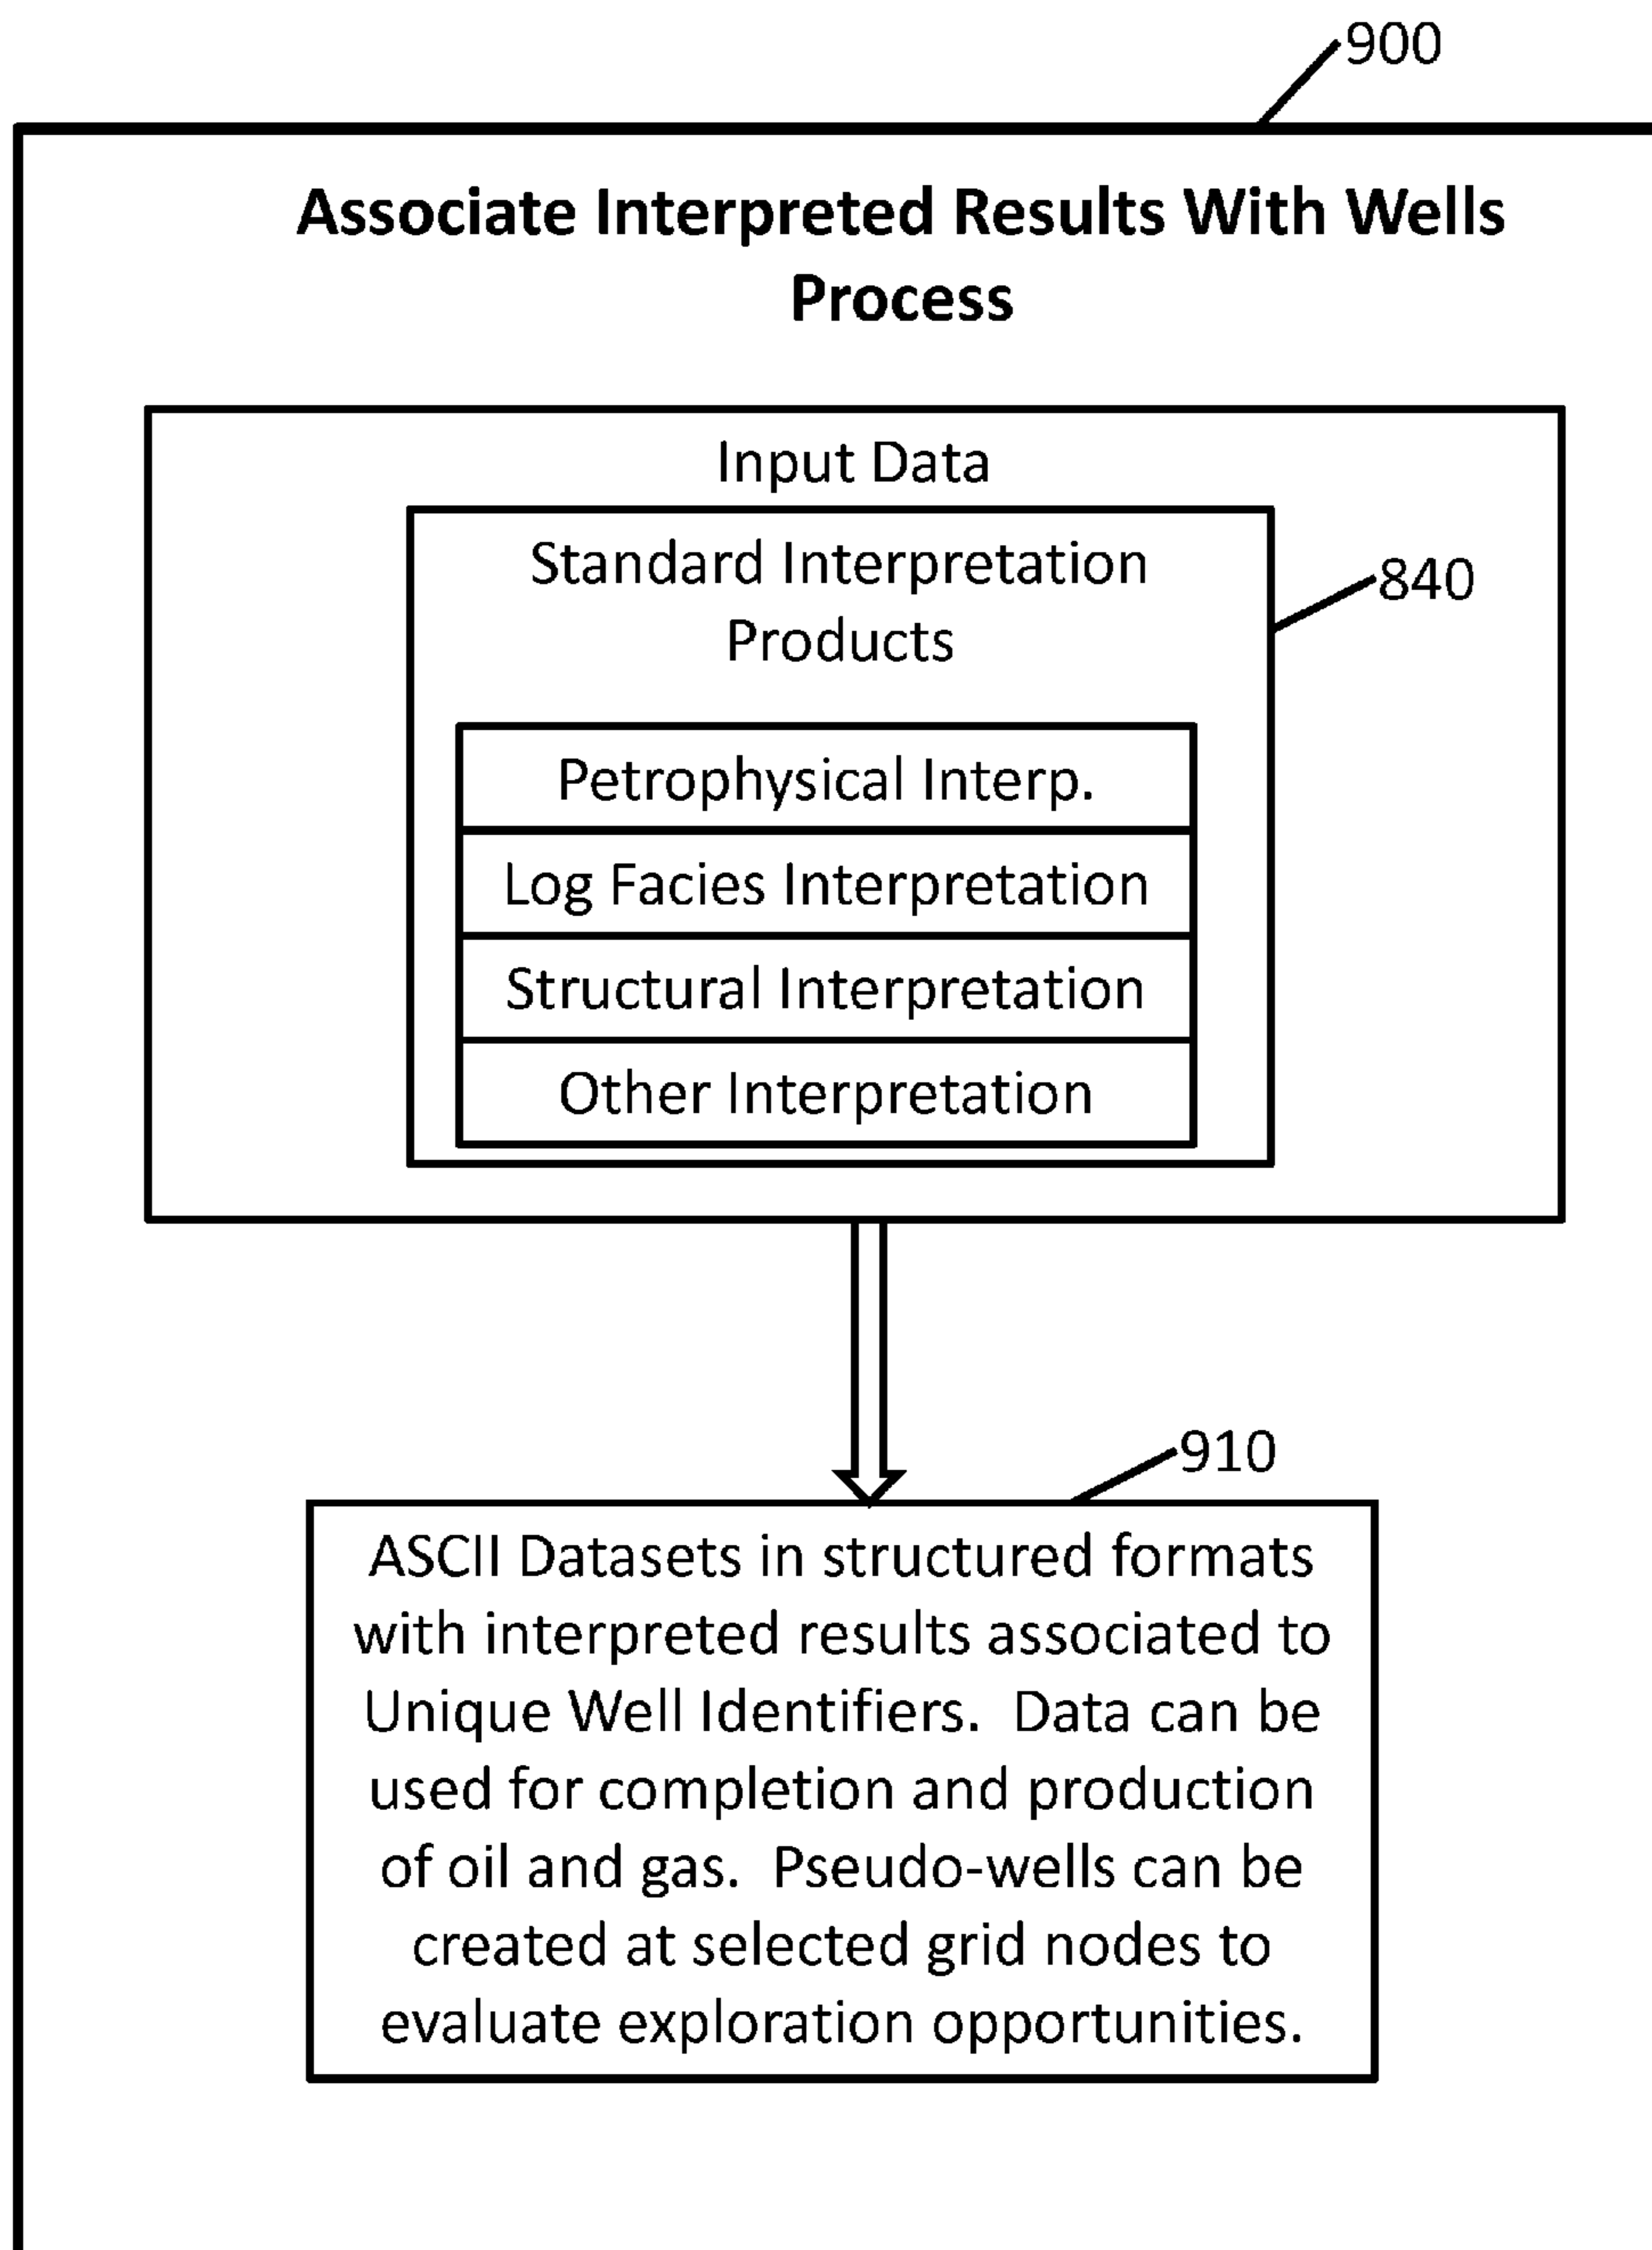 900
Associate Interpreted Results With Wells
Process
Input Data
Standard Interpretation
Products
840
Petrophysical Interp.
Log Facies Interpretation
Structural Interpretation
Other Interpretation
910
ASCII Datasets in structured formats
with interpreted results associated to
Unique Well Identifiers.  Data can be
used for completion and production
of oil and gas.  Pseudo-wells can be
created at selected grid nodes to
evaluate exploration opportunities.